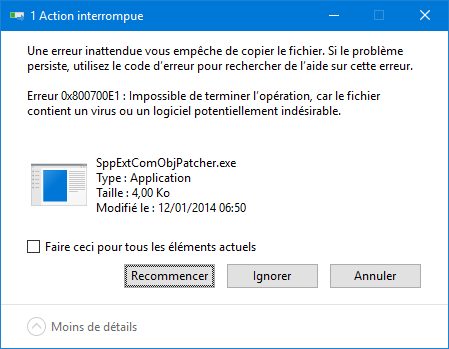 1 Action interrompue
Une erreur inattendue vous empêche de copier le fichier. Si le problème
persiste, utilisez le code d'erreur pour rechercher de l'aide sur cette erreur.
Erreur 0x800700E1 : Impossible de terminer l'opération, car le fichier
contient un virus ou un logiciel potentiellement indésirable.
SppExtComObjPatcher.exe
Type : Application
Taille : 4,00 Ko
Modifié le : 12/01/2014 06:50
Faire ceci pour tous les éléments actuels
Recommencer
Ignorer
Annuler
Moins de détails